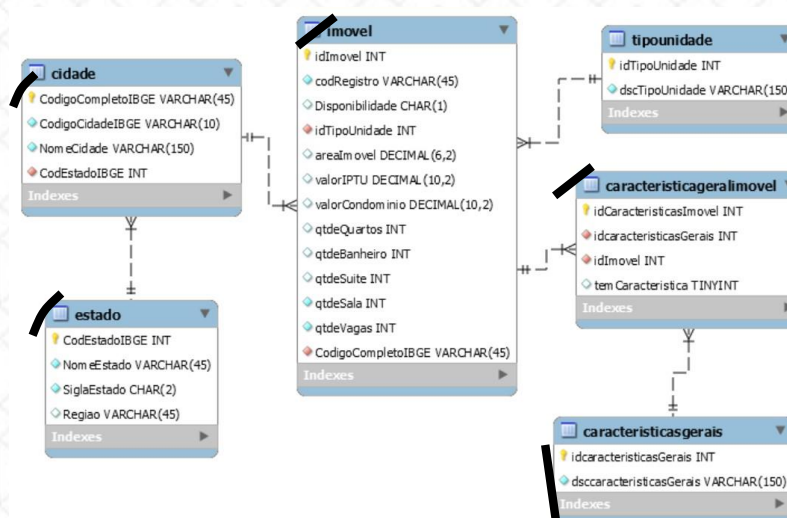 cidade
CodigoCompletoIBGE VARCHAR(45)
CodigoCidadeIBGE VARCHAR(10)
NomeCidade VARCHAR(150)
CodEstadoIBGE INT
Indexes
estado
CodEstadoIBGE INT
NomeEstado VARCHAR(45)
SiglaEstado CHAR(2)
Regiao VARCHAR(45)
Indexes
imovel
idImovel INT
codRegistro VARCHAR(45)
Disponibilidade CHAR(1)
idTipoUnidade INT
areaImovel DECIMAL(6,2)
valorIPTU DECIMAL(10,2)
valorCondominio DECIMAL(10,2)
qtdeQuartos INT
qtdeBanheiro INT
qtdeSuite INT
qtdeSala INT
qtdeVagas INT
CodigoCompletoIBGE VARCHAR(45)
Indexes
tipounidade
idTipoUnidade INT
dscTipoUnidade VARCHAR(150
Indexes
caracteristicageralimovel
idCaracteristicasImovel INT
idcaracteristicasGerais INT
idImovel INT
temCaracteristica TINYINT
Indexes
caracteristicasgerais
idcaracteristicasGerais INT
dsccaracteristicasGerais VARCHAR(150)
Indexes